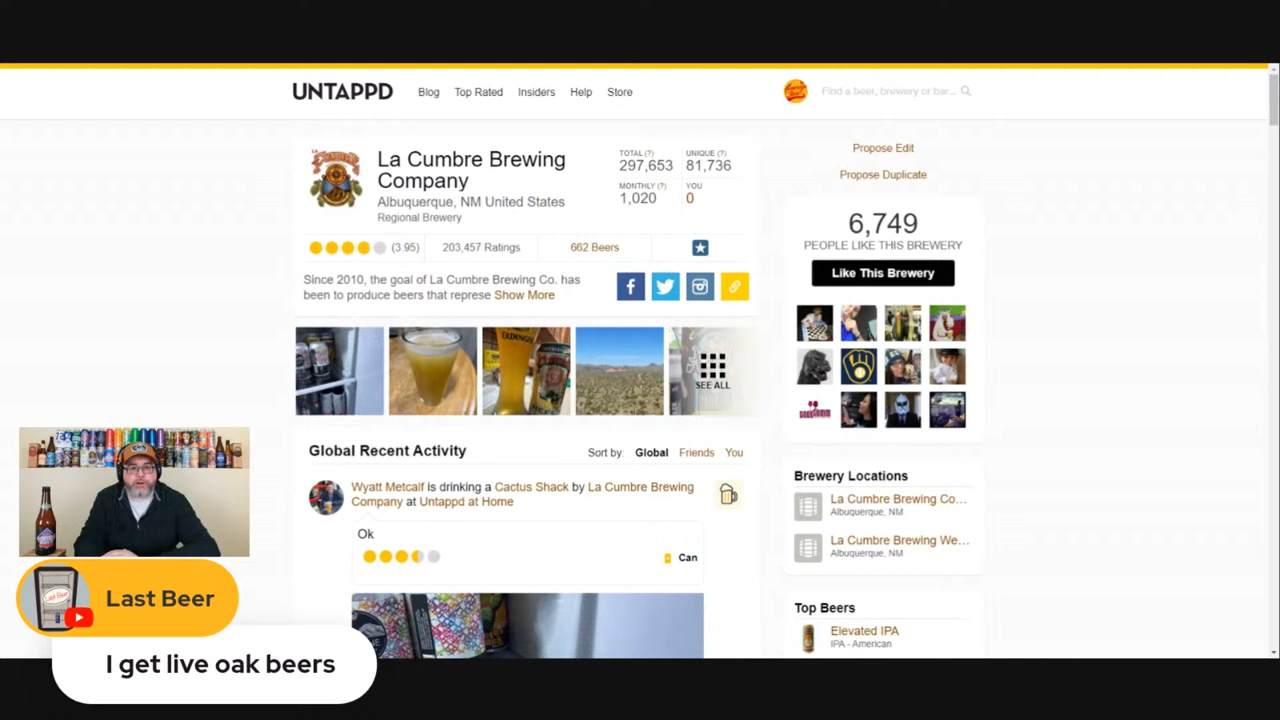 UNTAPPD
Blog
Top Rated
Insiders
Help
Store
Find a beer, brewery or bar...
La Cumbre Brewing
Company
Albuquerque, NM United States
Regional Brewery
TOTAL (?)
297,653
UNIQUE (?)
81,736
MONTHLY (?)
1,020
YOU
0
(3.95)
203,457 Ratings
662 Beers
Since 2010, the goal of La Cumbre Brewing Co. has
been to produce beers that represe Show More
SEE ALL
Propose Edit
Propose Duplicate
6,749
PEOPLE LIKE THIS BREWERY
Like This Brewery
Global Recent Activity
Sort by: Global Friends You
Wyatt Metcalf is drinking a Cactus Shack by La Cumbre Brewing
Company at Untappd at Home
Ok
Can
Brewery Locations
La Cumbre Brewing Co...
Albuquerque, NM
La Cumbre Brewing We...
Albuquerque, NM
Top Beers
Elevated IPA
IPA - American
Last Beer
Last Beer
I get live oak beers